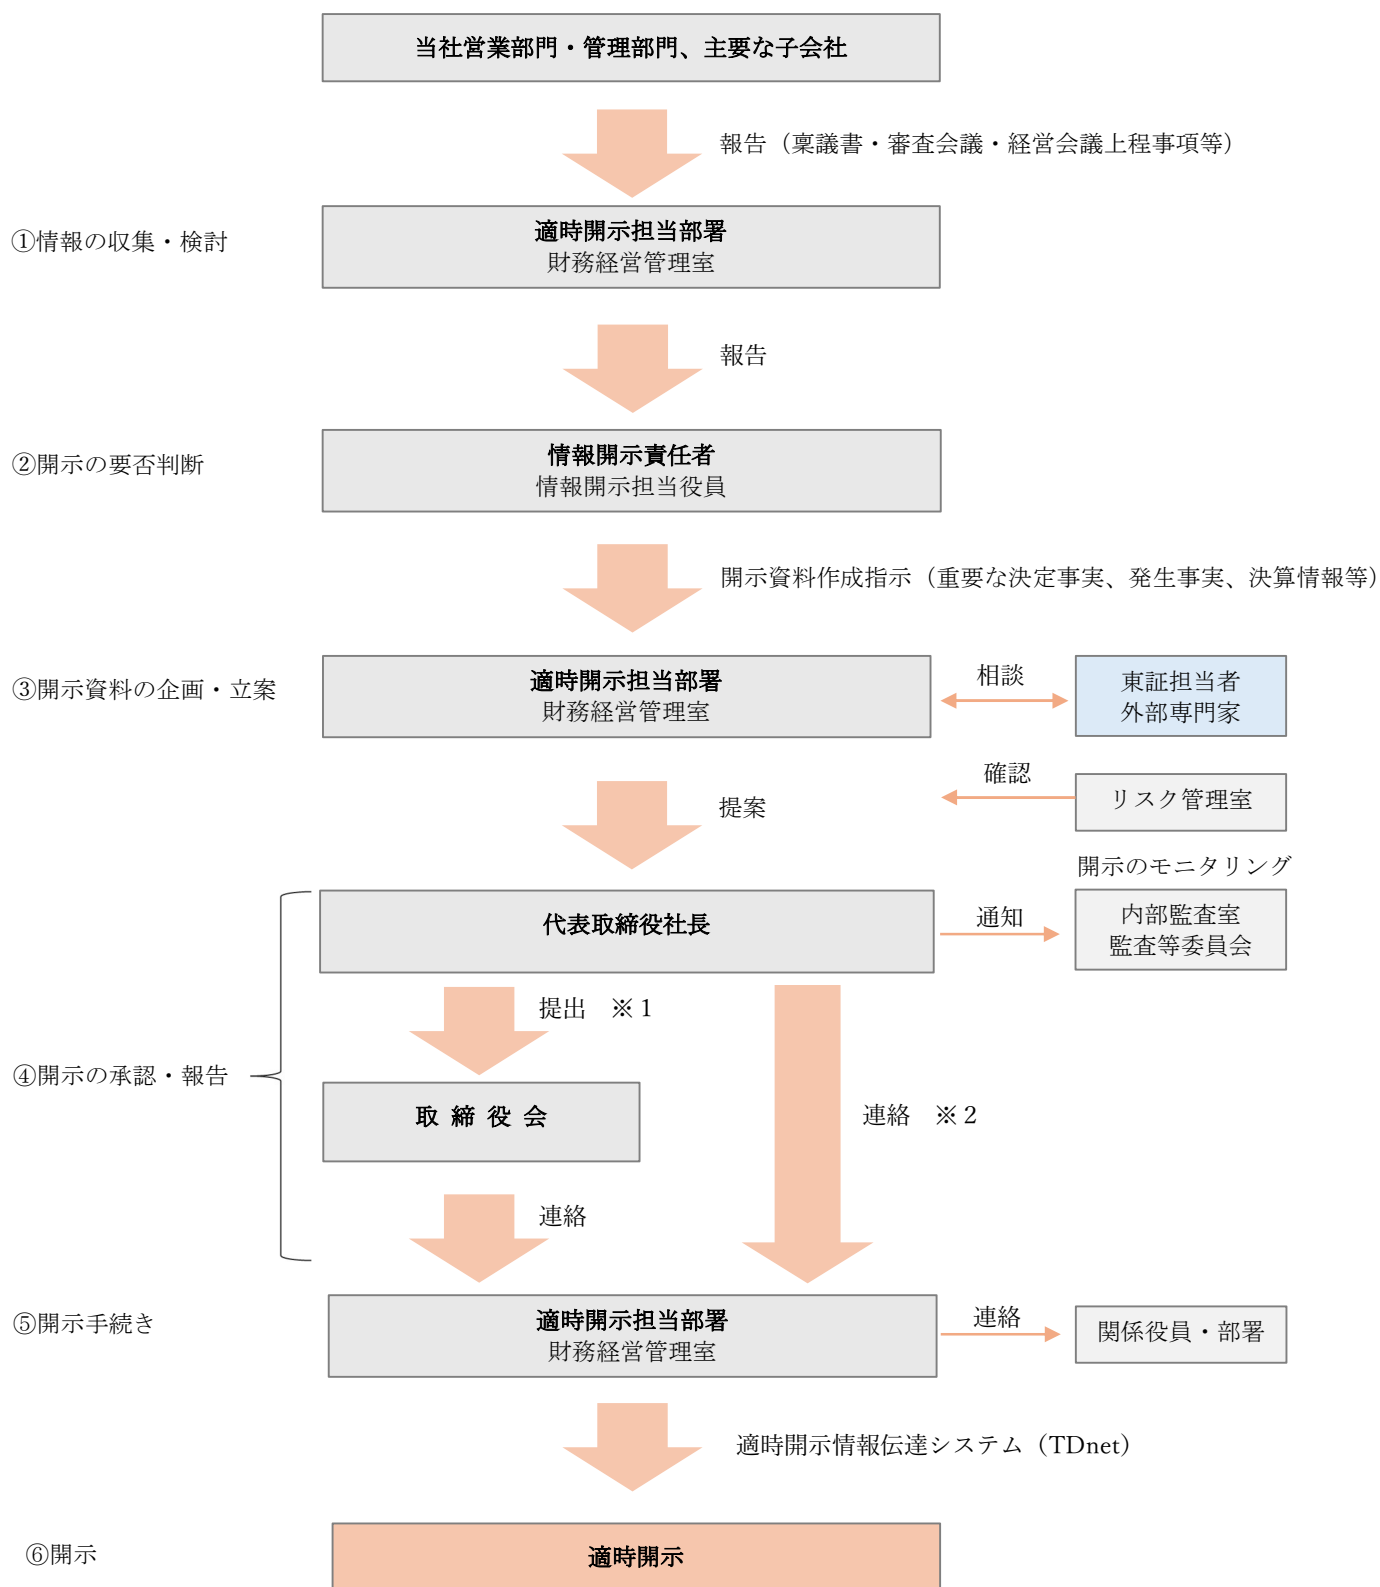 当社営業部門・管理部門、主要な子会社
報告（稟議書・審査会議・経営会議上程事項等）
①情報の収集・検討
適時開示担当部署
財務経営管理室
報告
②開示の要否判断
情報開示責任者
情報開示担当役員
開示資料作成指示（重要な決定事実、発生事実、決算情報等）
③開示資料の企画・立案
適時開示担当部署
財務経営管理室
相談
東証担当者
外部専門家
確認
リスク管理室
提案
開示のモニタリング
代表取締役社長
通知
内部監査室
監査等委員会
提出　※１
④開示の承認・報告
取 締 役 会
連絡　※２
連絡
⑤開示手続き
適時開示担当部署
財務経営管理室
連絡
関係役員・部署
適時開示情報伝達システム（TDnet）
⑥開示
適時開示